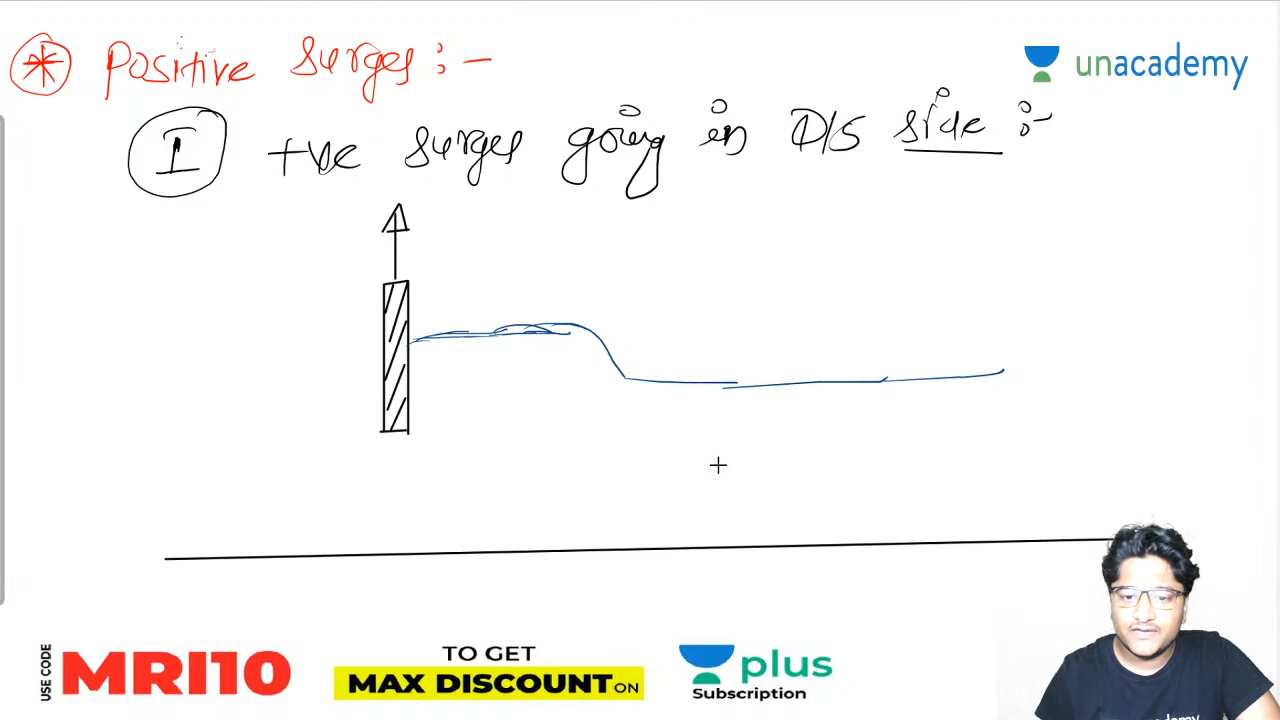 * Positive surges :-
unacademy
I +ve surges going in D/S side :-
USE CODE
MRI10
TO GET
MAX DISCOUNT ON
plus
Subscription